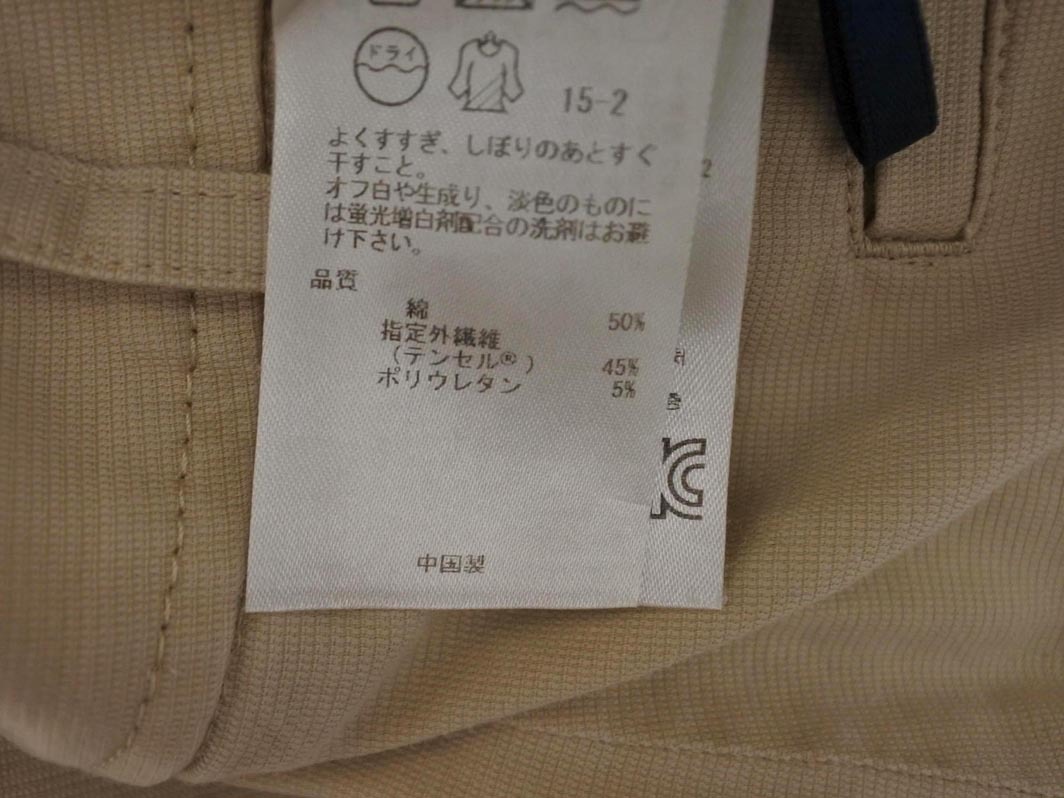 ドライ
15-2
よくすすぎ、しぼりのあとすぐ
干すこと。
オフ白や生成り、淡色のものに
は蛍光増白剤配合の洗剤はお避
け下さい。
品質
綿 50%
指定外繊維
(テンセル®) 45%
ポリウレタン 5%
中国製
2
KC